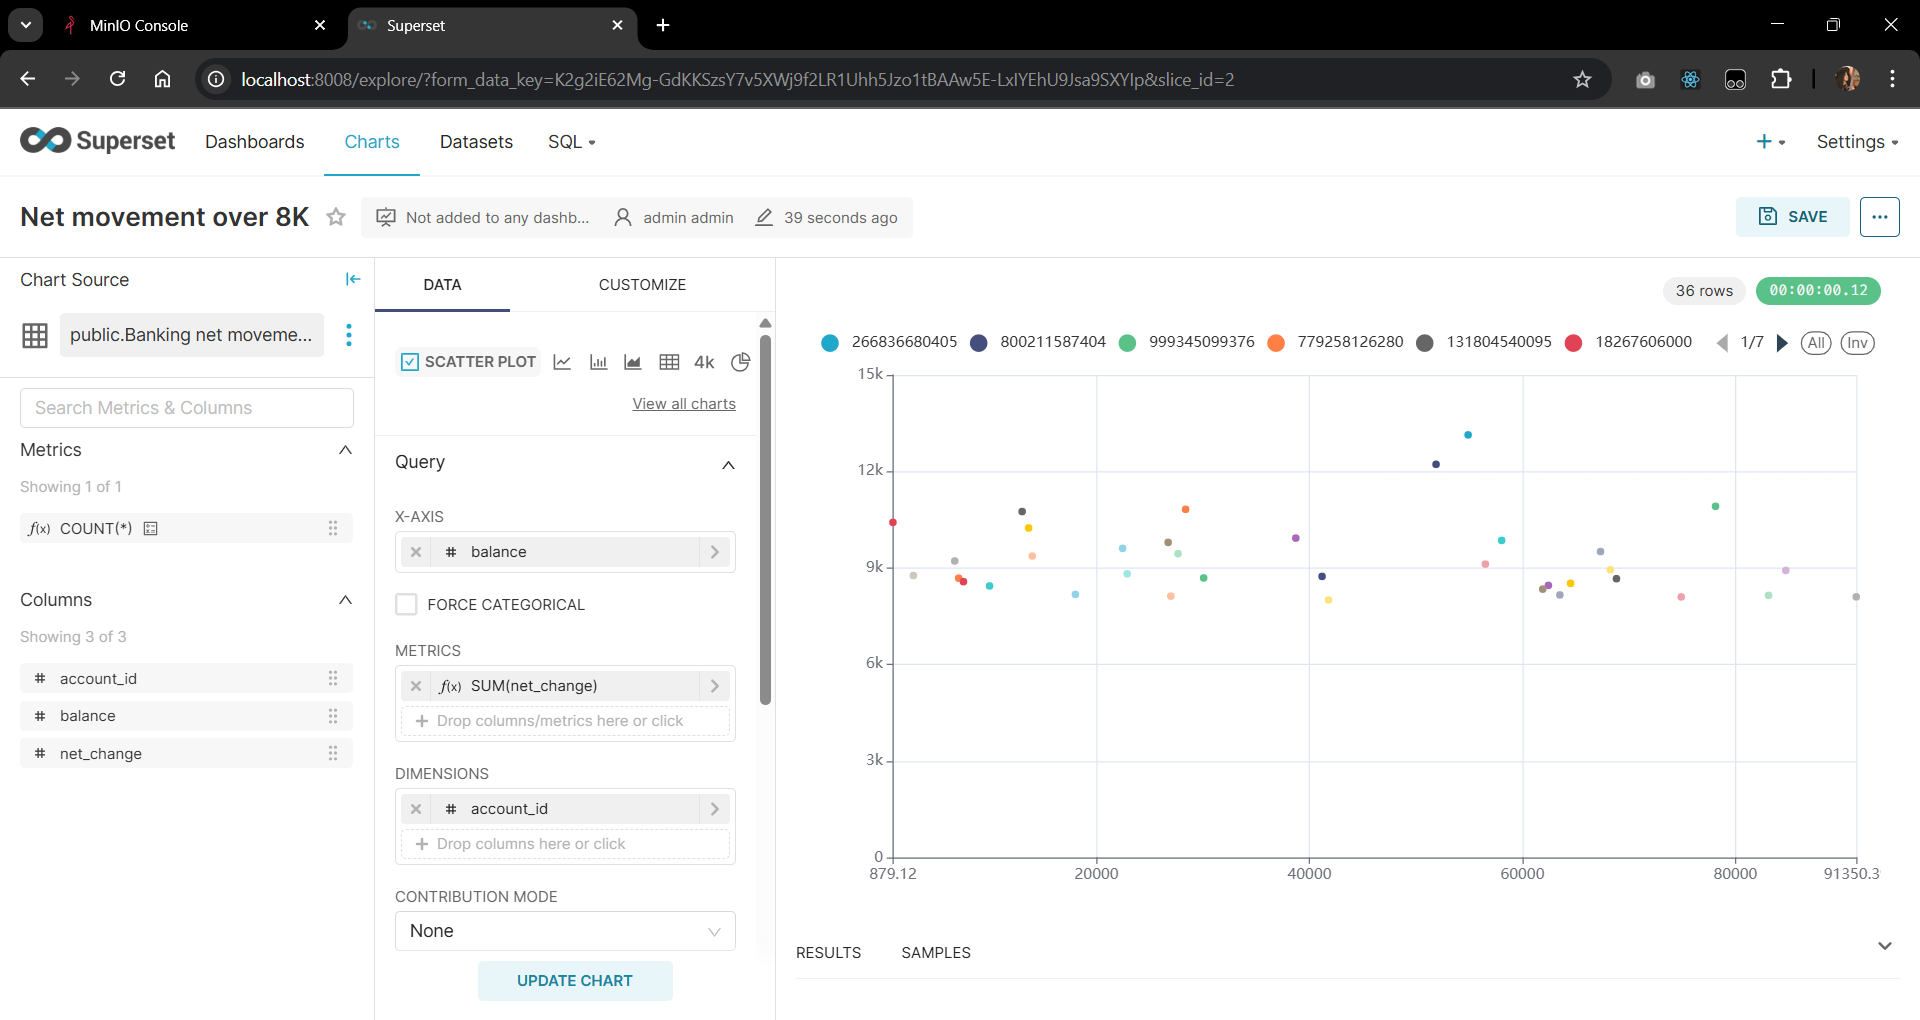 MinIO Console
Superset
localhost:8008/explore/?form_data_key=K2g2iE62Mg-GdKKSzsY7v5XWj9f2LR1Uhh5Jzo1tBAAw5E-LxIYEhU9Jsa9SXYIp&slice_id=2
Superset Dashboards Charts Datasets SQL Settings
Net movement over 8K Not added to any dashb... admin admin 39 seconds ago SAVE
Chart Source
public.Banking net moveme...
Search Metrics & Columns
Metrics
Showing 1 of 1
f(x) COUNT(*)
Columns
Showing 3 of 3
# account_id
# balance
# net_change
DATA CUSTOMIZE
SCATTER PLOT 4k
View all charts
Query
X-AXIS
# balance
FORCE CATEGORICAL
METRICS
f(x) SUM(net_change)
+ Drop columns/metrics here or click
DIMENSIONS
# account_id
+ Drop columns here or click
CONTRIBUTION MODE
None
UPDATE CHART
36 rows 00:00:00.12
266836680405 800211587404 999345099376 779258126280 131804540095 18267606000 1/7 All Inv
15k
12k
9k
6k
3k
0
879.12 20000 40000 60000 80000 91350.3
RESULTS SAMPLES